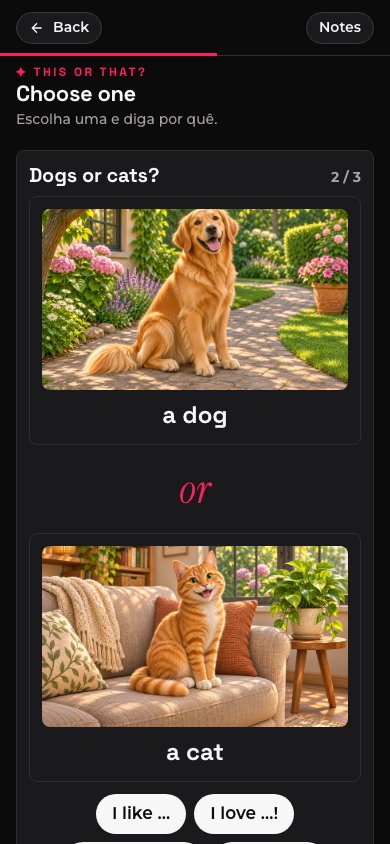 Back
Notes
THIS OR THAT?
Choose one
Escolha uma e diga por quê.
Dogs or cats?
2 / 3
a dog
or
a cat
I like ...
I love ...!